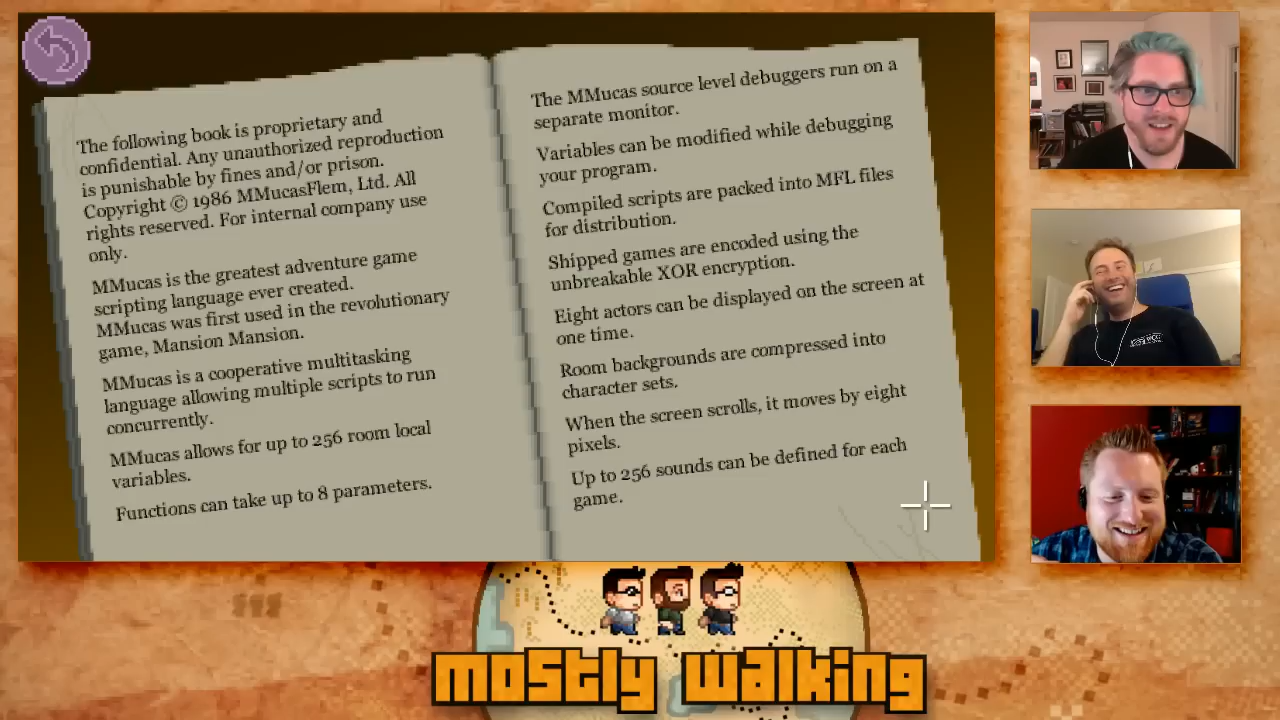 The following book is proprietary and
confidential. Any unauthorized reproduction
is punishable by fines and/or prison.
Copyright © 1986 MMucasFlem, Ltd. All
rights reserved. For internal company use
only.
MMucas is the greatest adventure game
scripting language ever created.
MMucas was first used in the revolutionary
game, Mansion Mansion.
MMucas is a cooperative multitasking
language allowing multiple scripts to run
concurrently.
MMucas allows for up to 256 room local
variables.
Functions can take up to 8 parameters.
The MMucas source level debuggers run on a
separate monitor.
Variables can be modified while debugging
your program.
Compiled scripts are packed into MFL files
for distribution.
Shipped games are encoded using the
unbreakable XOR encryption.
Eight actors can be displayed on the screen at
one time.
Room backgrounds are compressed into
character sets.
When the screen scrolls, it moves by eight
pixels.
Up to 256 sounds can be defined for each
game.
mostly walking